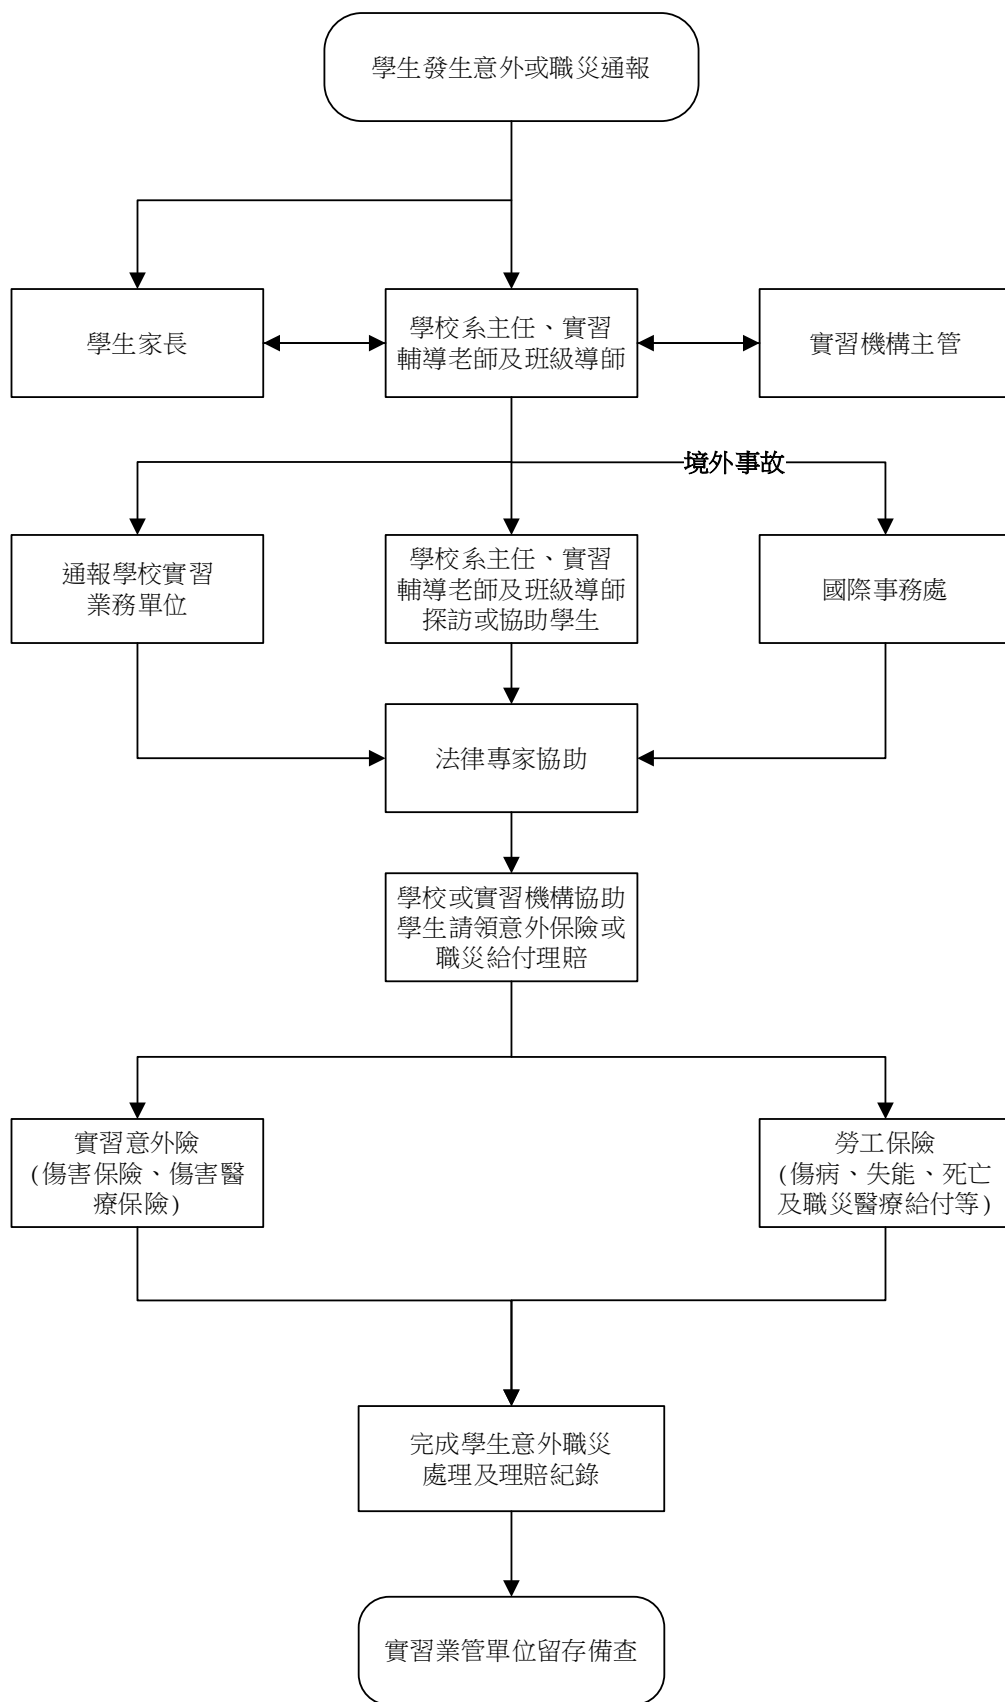 學生發生意外或職災通報
學生家長
學校系主任、實習
輔導老師及班級導師
實習機構主管
境外事故
通報學校實習
業務單位
學校系主任、實習
輔導老師及班級導師
探訪或協助學生
國際事務處
法律專家協助
學校或實習機構協助
學生請領意外保險或
職災給付理賠
實習意外險
(傷害保險、傷害醫
療保險)
勞工保險
(傷病、失能、死亡
及職災醫療給付等)
完成學生意外職災
處理及理賠紀錄
實習業管單位留存備查